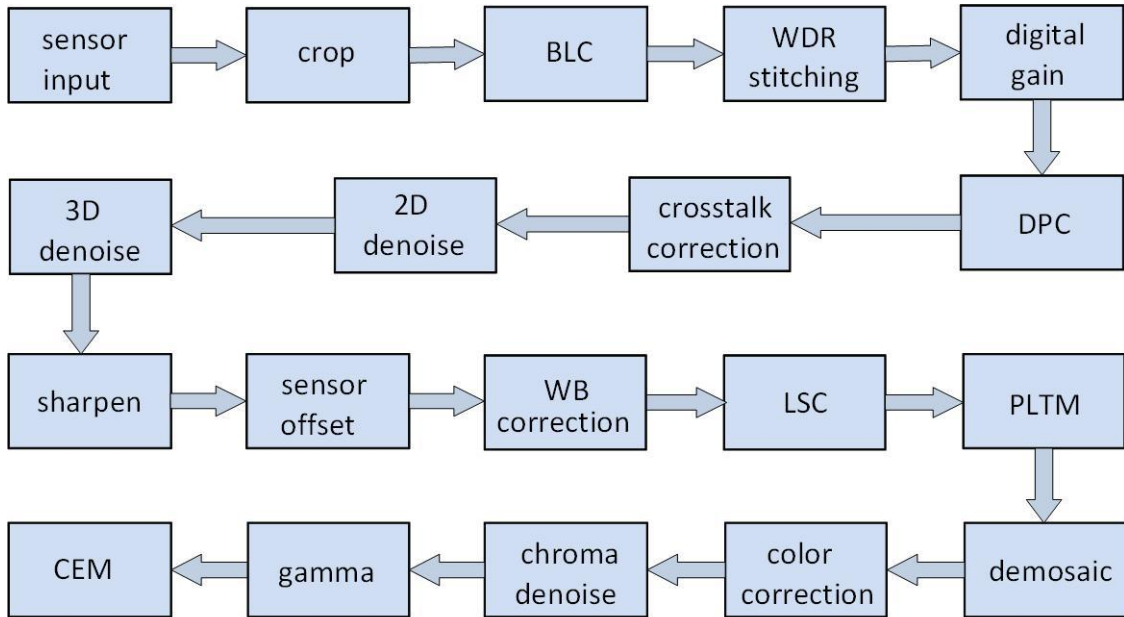 sensor
input
crop
BLC
WDR
stitching
digital
gain
3D
denoise
2D
denoise
crosstalk
correction
DPC
sharpen
sensor
offset
WB
correction
LSC
PLTM
CEM
gamma
chroma
denoise
color
correction
demosaic